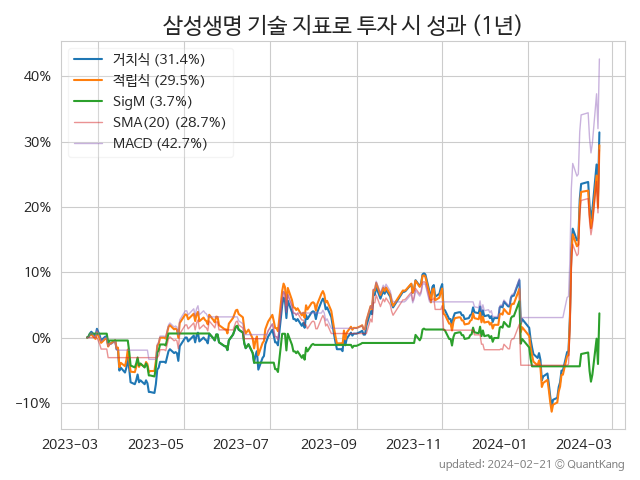 삼성생명 기술 지표로 투자 시 성과 (1년)
거치식 (31.4%)
적립식 (29.5%)
SigM (3.7%)
SMA(20) (28.7%)
MACD (42.7%)
40%
30%
20%
10%
0%
−10%
2023-03 2023-05 2023-07 2023-09 2023-11 2024-01 2024-03
updated: 2024-02-21 © QuantKang